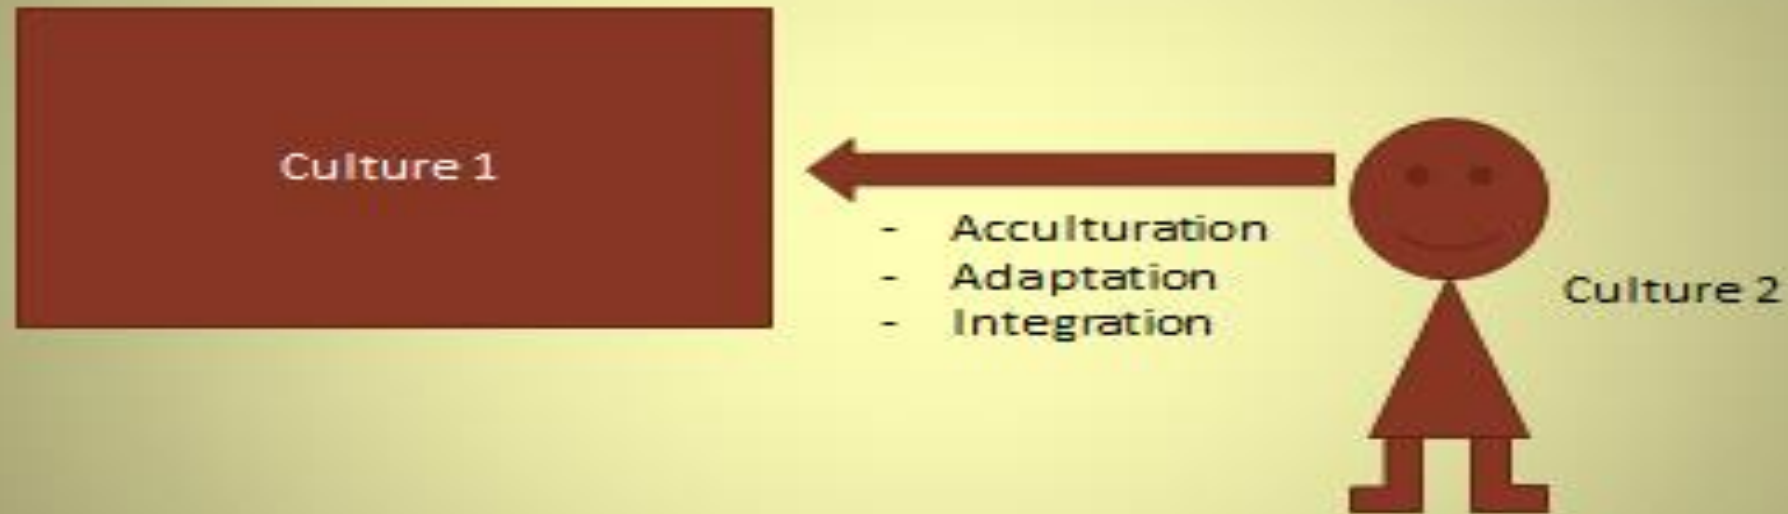 Culture 1
- Acculturation
- Adaptation
- Integration
Culture 2